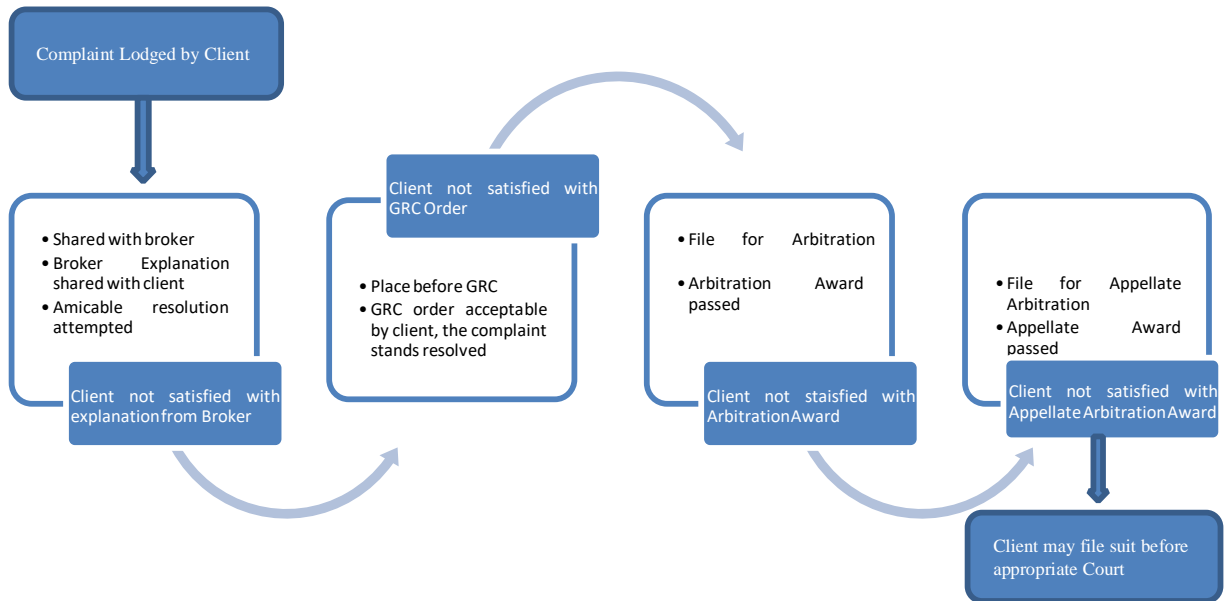 Complaint Lodged by Client
• Shared with broker
• Broker Explanation
shared with client
• Amicable resolution
attempted
Client not satisfied with
explanation from Broker
Client not satisfied with
GRC Order
• Place before GRC
• GRC order acceptable
by client, the complaint
stands resolved
• File for Arbitration
• Arbitration Award
passed
Client not staisfied with
Arbitration Award
• File for Appellate
Arbitration
• Appellate Award
passed
Client not satisfied with
Appellate Arbitration Award
Client may file suit before
appropriate Court